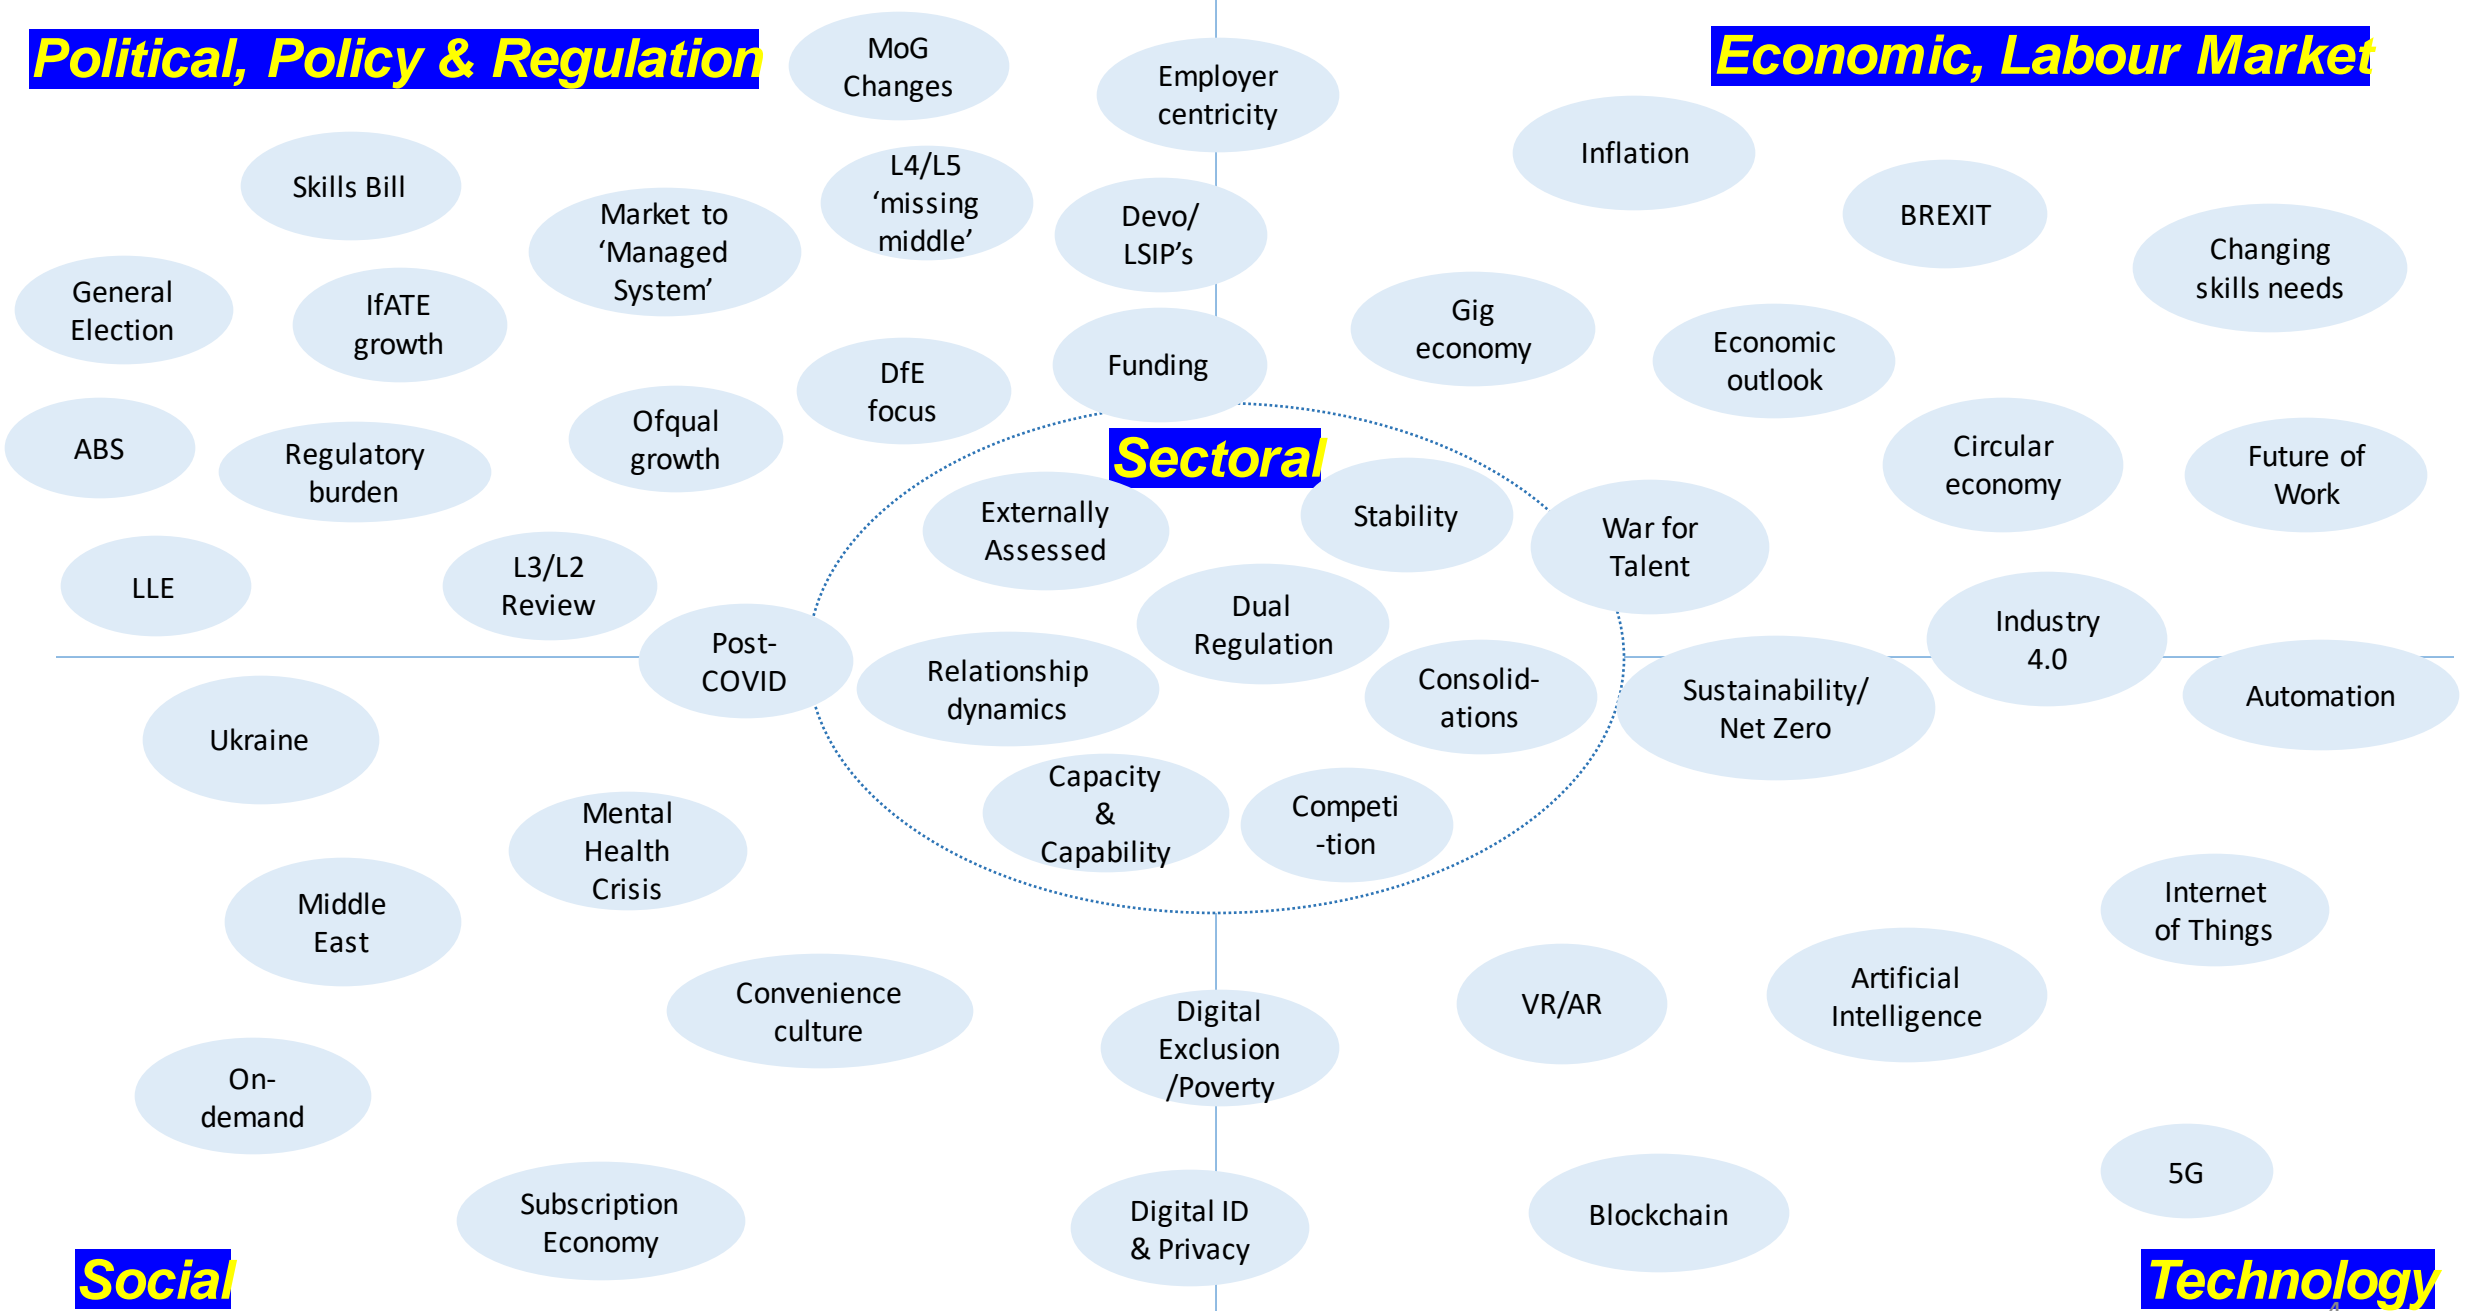 Political, Policy & Regulation
MoG
Changes
Employer
centricity
Economic, Labour Market
Skills Bill
Market to
‘Managed
System’
L4/L5
‘missing
middle’
Devo/
LSIP’s
Inflation
BREXIT
Changing
skills needs
General
Election
IfATE
growth
DfE
focus
Funding
Gig
economy
Economic
outlook
ABS
Regulatory
burden
Ofqual
growth
Sectoral
Circular
economy
Future of
Work
LLE
L3/L2
Review
Externally
Assessed
Stability
War for
Talent
Post-
COVID
Relationship
dynamics
Dual
Regulation
Consolid-
ations
Sustainability/
Net Zero
Industry
4.0
Automation
Ukraine
Mental
Health
Crisis
Capacity
&
Capability
Competi
-tion
Middle
East
Convenience
culture
Digital
Exclusion
/Poverty
VR/AR
Artificial
Intelligence
Internet
of Things
On-
demand
Subscription
Economy
Digital ID
& Privacy
Blockchain
5G
Social
Technology
4